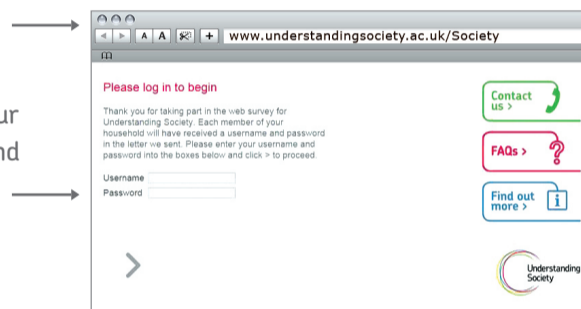 A A + www.understandingsociety.ac.uk/Society
Please log in to begin
Thank you for taking part in the web survey for
Understanding Society. Each member of your
household will have received a username and password
in the letter we sent. Please enter your username and
password into the boxes below and click > to proceed.
Username
Password
ur
nd
Contact
us >
FAQs >
?
Find out
more >
i
Understanding
Society